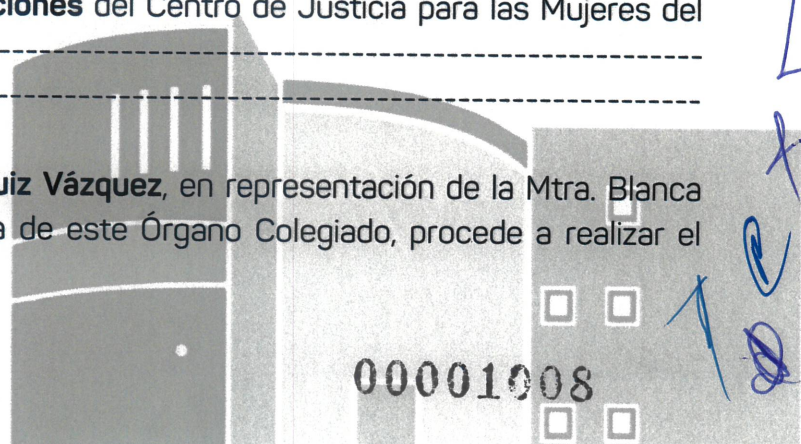 ciones del Centro de Justicia para las Mujeres del
uiz Vázquez, en representación de la Mtra. Blanca
a de este Órgano Colegiado, procede a realizar el
00001008